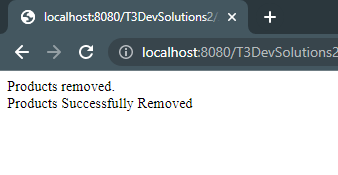 localhost:8080/T3DevSolutions2/
localhost:8080/T3DevSolutions2
Products removed.
Products Successfully Removed